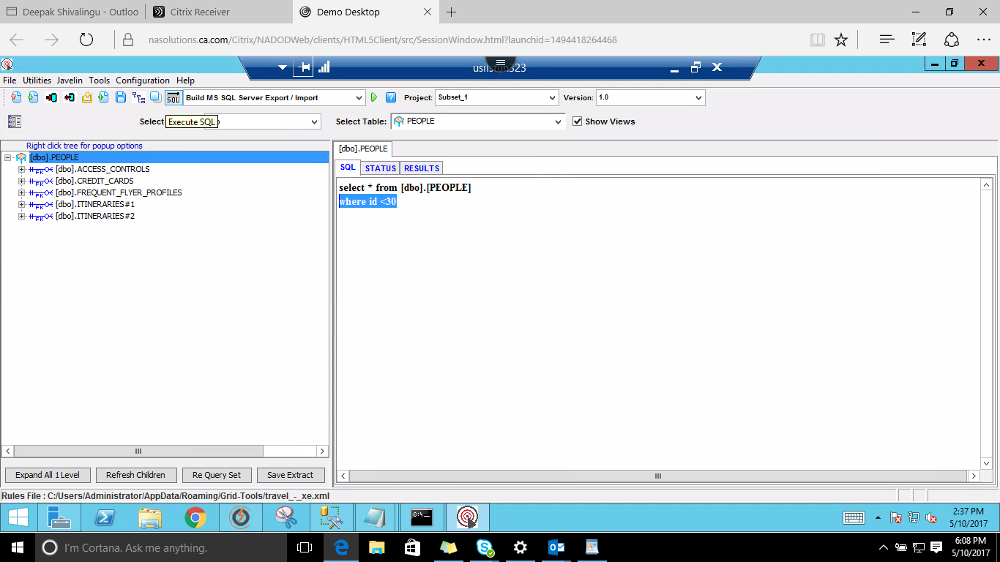 Deepak Shivalingu - Outloo
Citrix Receiver
Demo Desktop
nasolutions.ca.com/Citrix/NADODWeb/clients/HTML5Client/src/SessionWindow.html?launchid=1494418264468
File Utilities Javelin Tools Configuration Help
SQL Build MS SQL Server Export / Import Project: Subset_1 Version: 1.0
Select Execute SQL Select Table: PEOPLE Show Views
Right click tree for popup options
[dbo].PEOPLE
FK [dbo].ACCESS_CONTROLS
FK [dbo].CREDIT_CARDS
FK [dbo].FREQUENT_FLYER_PROFILES
FK [dbo].ITINERARIES#1
FK [dbo].ITINERARIES#2
[dbo].PEOPLE
SQL STATUS RESULTS
select * from [dbo].[PEOPLE]
where id <30
Expand All 1 Level Refresh Children Re Query Set Save Extract
Rules File : C:/Users/Administrator/AppData/Roaming/Grid-Tools/travel_-_xe.xml
2:37 PM
5/10/2017
I'm Cortana. Ask me anything.
6:08 PM
5/10/2017